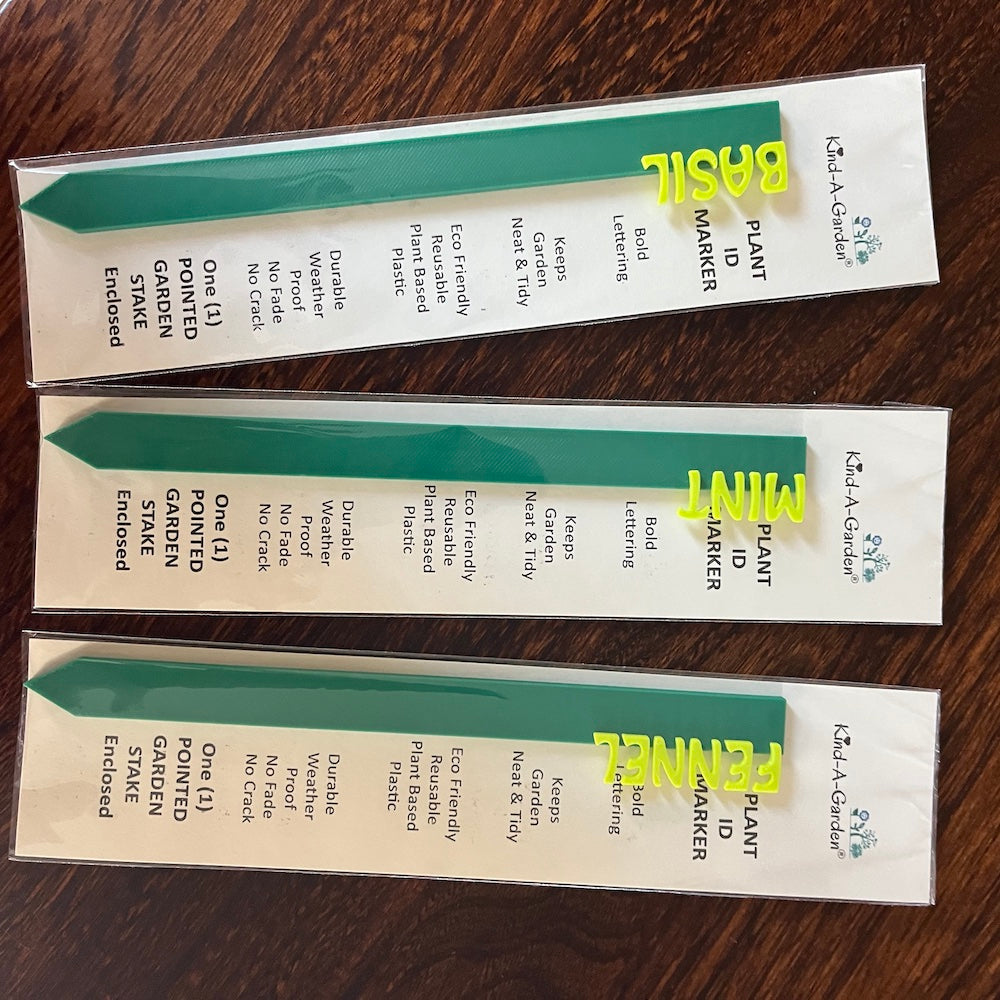 Kind-A-Garden®
BASIL
PLANT
ID
MARKER
Bold
Lettering
Keeps
Garden
Neat & Tidy
Eco Friendly
Reusable
Plant Based
Plastic
Durable
Weather
Proof
No Fade
No Crack
One (1)
POINTED
GARDEN
STAKE
Enclosed
Kind-A-Garden®
MINT
PLANT
ID
MARKER
Bold
Lettering
Keeps
Garden
Neat & Tidy
Eco Friendly
Reusable
Plant Based
Plastic
Durable
Weather
Proof
No Fade
No Crack
One (1)
POINTED
GARDEN
STAKE
Enclosed
Kind-A-Garden®
FENNEL
PLANT
ID
MARKER
Bold
Lettering
Keeps
Garden
Neat & Tidy
Eco Friendly
Reusable
Plant Based
Plastic
Durable
Weather
Proof
No Fade
No Crack
One (1)
POINTED
GARDEN
STAKE
Enclosed